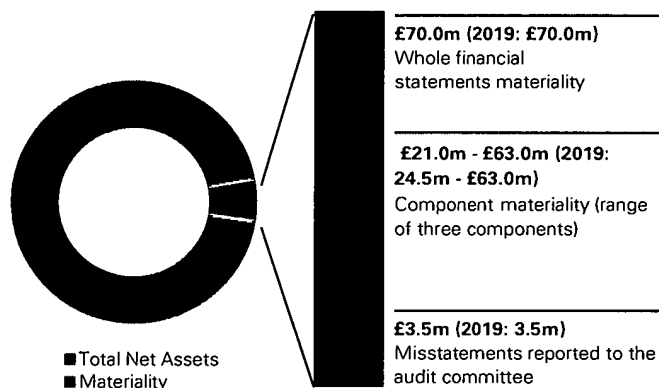 £70.0m (2019: £70.0m)
Whole financial
statements materiality
£21.0m - £63.0m (2019:
24.5m - £63.0m)
Component materiality (range
of three components)
£3.5m (2019: 3.5m)
Misstatements reported to the
audit committee
Total Net Assets
Materiality